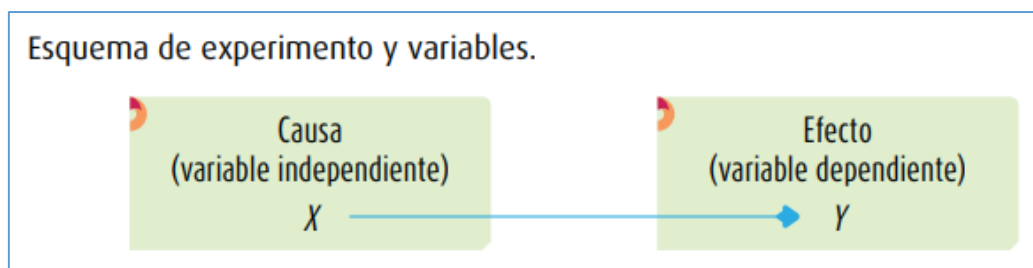 Esquema de experimento y variables.
Causa
(variable independiente)
X
Efecto
(variable dependiente)
Y